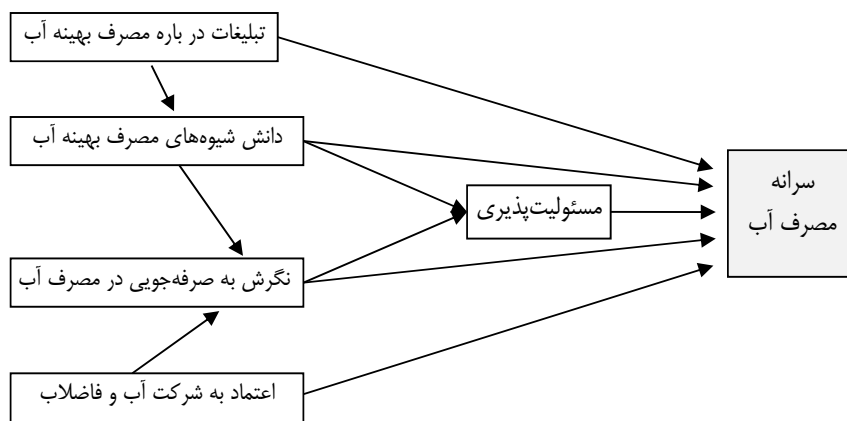 تبلیغات در باره مصرف بهینه آب
دانش شیوه‌های مصرف بهینه آب
مسئولیت‌پذیری
سرانه
مصرف آب
نگرش به صرفه‌جویی در مصرف آب
اعتماد به شرکت آب و فاضلاب